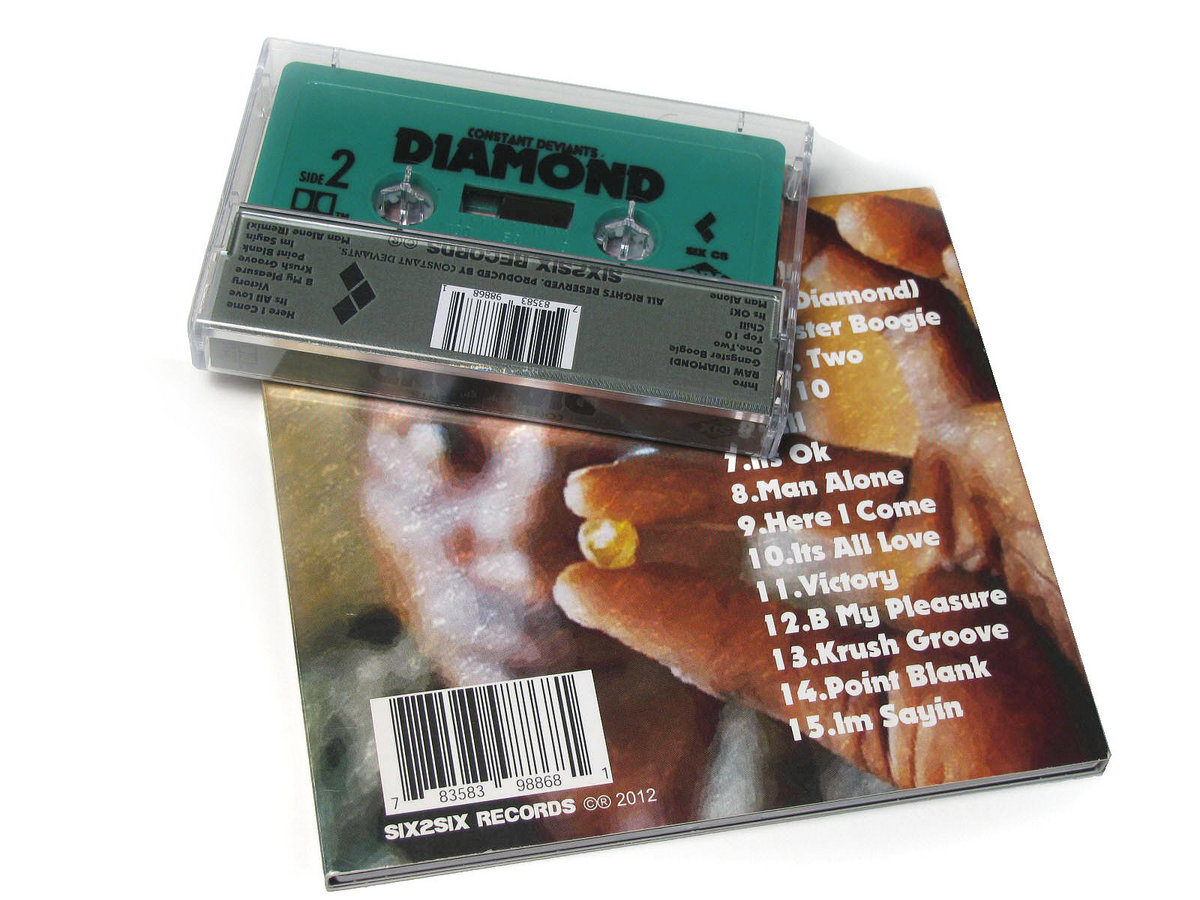 CONSTANT DEVIANTS
DIAMOND
SIDE 2
TM
SIX C5
Man Alone (Remix)
Im Sayin
Point Blank
Krush Groove
B My Pleasure
Victory
Its All Love
Here I Come
SIX2SIX RECORDS ©®
ALL RIGHTS RESERVED. PRODUCED BY CONSTANT DEVIANTS.
7 83583 98868 1
Man Alone
Its OK!
Chill
Top 10
One,Two
Gangster Boogie
RAW (DIAMOND)
Intro
Diamond)
ster Boogie
Two
10
7.Its Ok
8.Man Alone
9.Here I Come
10.Its All Love
11.Victory
12.B My Pleasure
13.Krush Groove
14.Point Blank
15.Im Sayin
7 83583 98868 1
SIX2SIX RECORDS ©® 2012